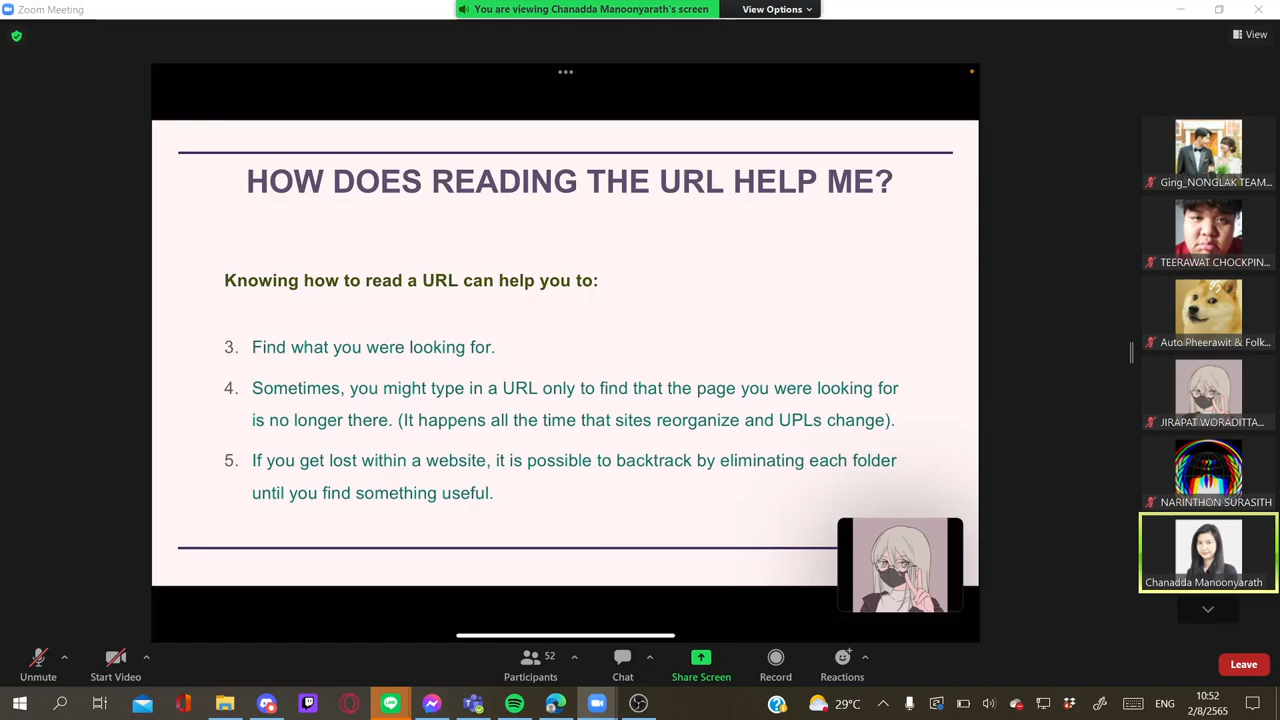 Zoom Meeting
You are viewing Chanadda Manoonyarath's screen
View Options
View
HOW DOES READING THE URL HELP ME?
Knowing how to read a URL can help you to:
3. Find what you were looking for.
4. Sometimes, you might type in a URL only to find that the page you were looking for
is no longer there. (It happens all the time that sites reorganize and UPLs change).
5. If you get lost within a website, it is possible to backtrack by eliminating each folder
until you find something useful.
Ging_NONGLAK TEAM...
TEERAWAT CHOCKPIN...
Auto Pheerawit & Folk...
JIRAPAT WORADITTA...
NARINTHON SURASITH
Chanadda Manoonyarath
Unmute
Start Video
52
Participants
Chat
Share Screen
Record
Reactions
Leave
29°C
ENG
10:52
2/8/2565